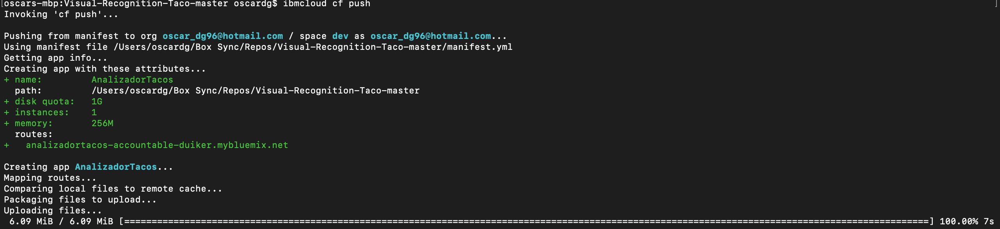 [oscars-mbp:Visual-Recognition-Taco-master oscardg$ ibmcloud cf push ]
Invoking 'cf push'...
Pushing from manifest to org oscar_dg96@hotmail.com / space dev as oscar_dg96@hotmail.com...
Using manifest file /Users/oscardg/Box Sync/Repos/Visual-Recognition-Taco-master/manifest.yml
Getting app info...
Creating app with these attributes...
+ name:         AnalizadorTacos
  path:         /Users/oscardg/Box Sync/Repos/Visual-Recognition-Taco-master
+ disk quota:   1G
+ instances:    1
+ memory:       256M
  routes:
+   analizadortacos-accountable-duiker.mybluemix.net
Creating app AnalizadorTacos...
Mapping routes...
Comparing local files to remote cache...
Packaging files to upload...
Uploading files...
 6.09 MiB / 6.09 MiB [===================================================================================================================================================] 100.00% 7s